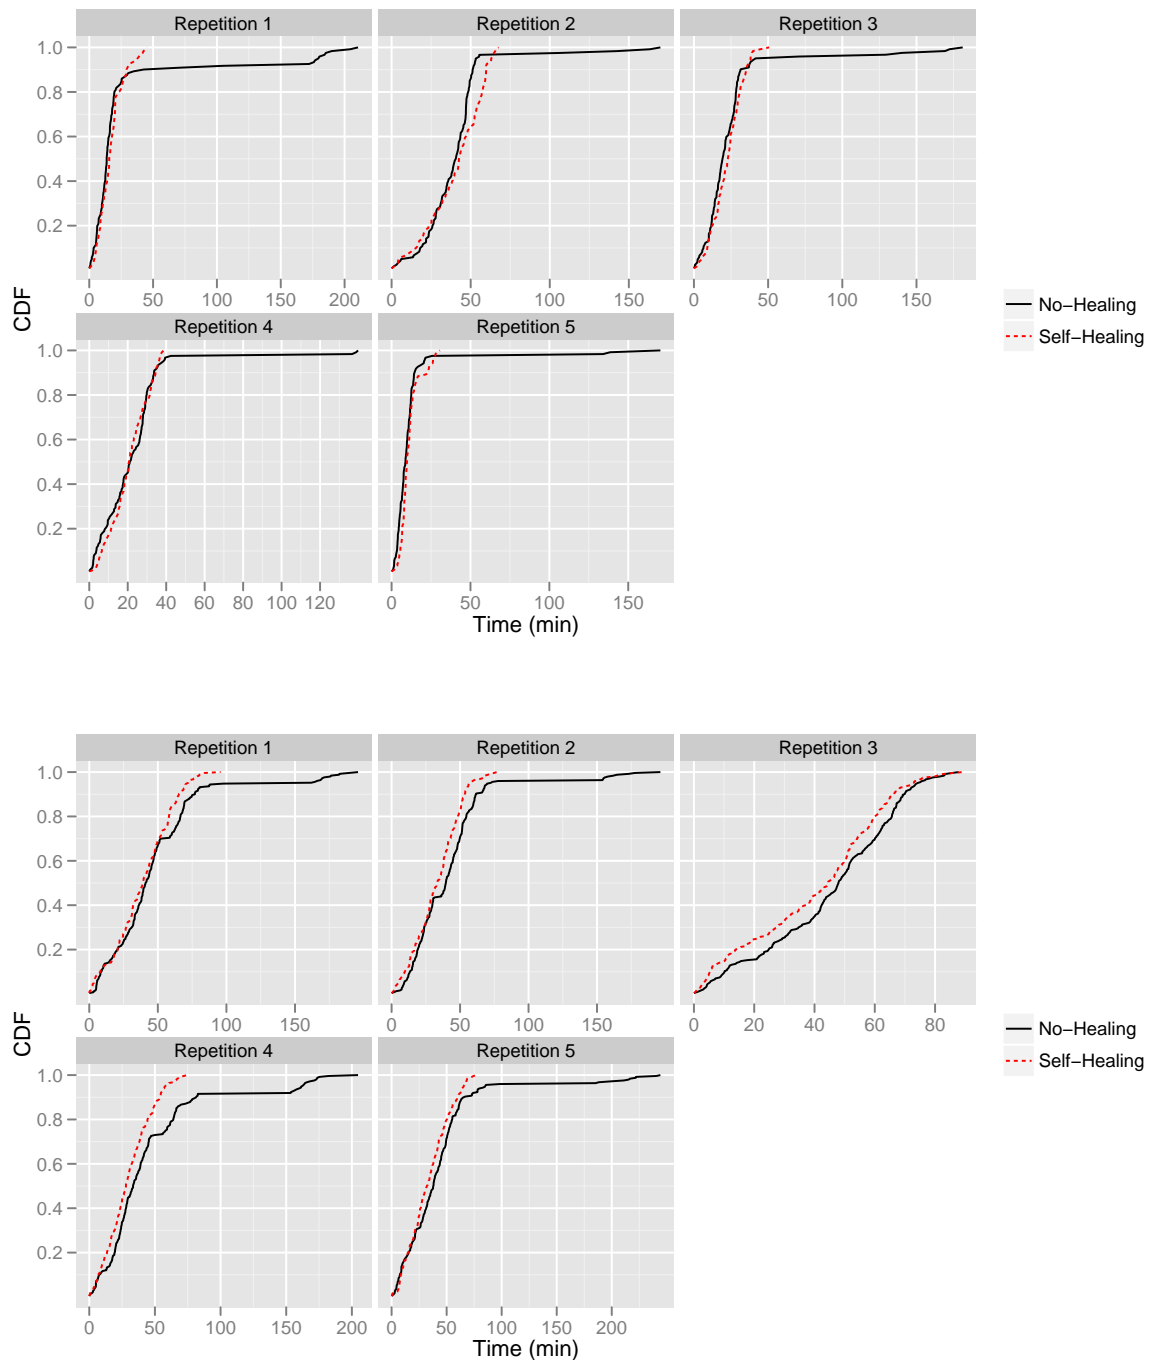 Repetition 1 Repetition 2 Repetition 3
1.0
0.8
0.6
0.4
0.2
0 50 100 150 200 0 50 100 150 0 50 100 150
CDF
No−Healing
Self−Healing
Repetition 4 Repetition 5
1.0
0.8
0.6
0.4
0.2
0 20 40 60 80 100 120 0 50 100 150
Time (min)
Repetition 1 Repetition 2 Repetition 3
1.0
0.8
0.6
0.4
0.2
0 50 100 150 0 50 100 150 0 20 40 60 80
CDF
No−Healing
Self−Healing
Repetition 4 Repetition 5
1.0
0.8
0.6
0.4
0.2
0 50 100 150 200 0 50 100 150 200
Time (min)